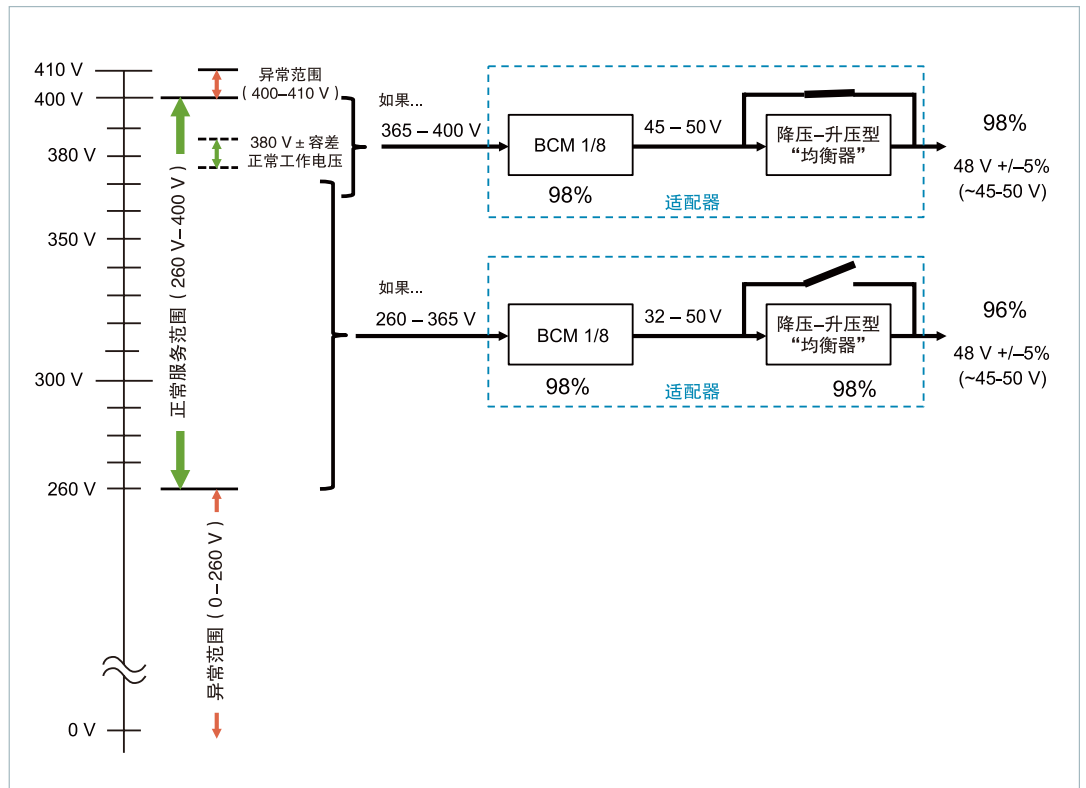 410 V
400 V
380 V
350 V
300 V
260 V
0 V
异常范围
( 400–410 V )
380 V ± 容差
正常工作电压
正常服务范围 ( 260 V–400 V )
异常范围 ( 0–260 V )
如果...
365 – 400 V
BCM 1/8
98%
45 – 50 V
降压–升压型
“均衡器”
适配器
98%
48 V +/–5%
(~45-50 V)
如果...
260 – 365 V
BCM 1/8
98%
32 – 50 V
降压–升压型
“均衡器”
98%
适配器
96%
48 V +/–5%
(~45-50 V)